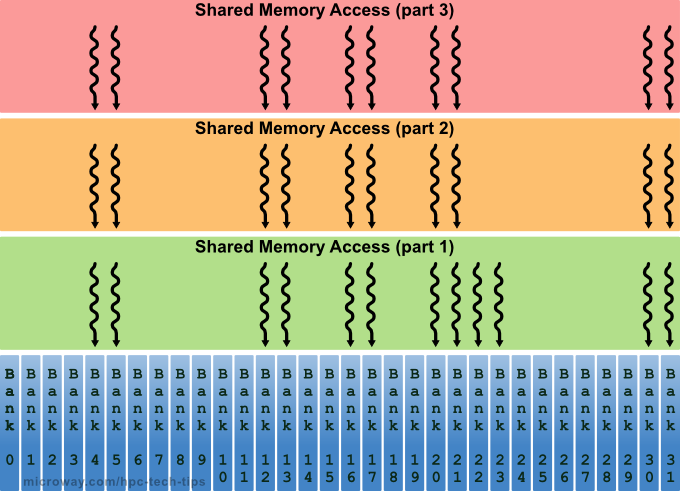 Shared Memory Access (part 3)
Shared Memory Access (part 2)
Shared Memory Access (part 1)
Bank 0
Bank 1
Bank 2
Bank 3
Bank 4
Bank 5
Bank 6
Bank 7
Bank 8
Bank 9
Bank 10
Bank 11
Bank 12
Bank 13
Bank 14
Bank 15
Bank 16
Bank 17
Bank 18
Bank 19
Bank 20
Bank 21
Bank 22
Bank 23
Bank 24
Bank 25
Bank 26
Bank 27
Bank 28
Bank 29
Bank 30
Bank 31
microway.com/hpc-tech-tips